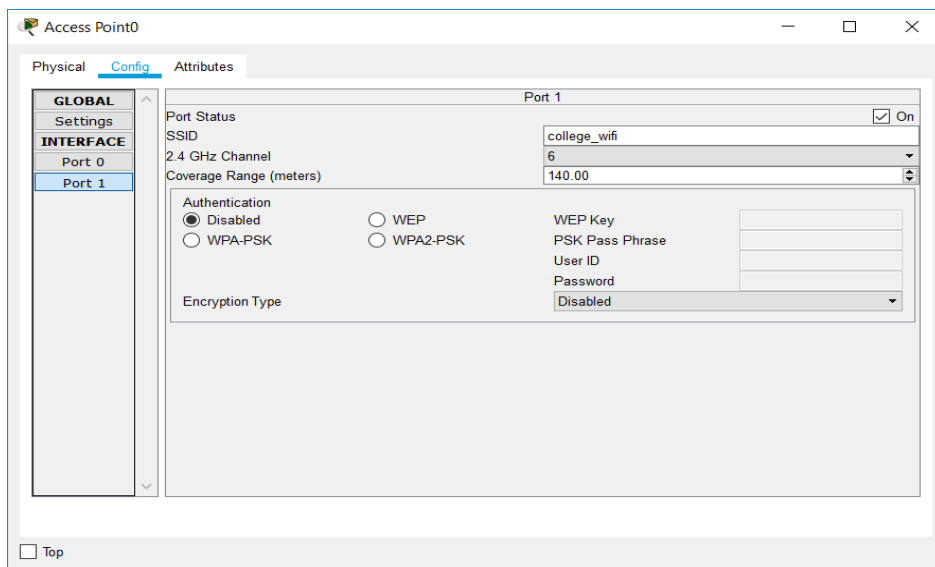 Access Point0
Physical Config Attributes
GLOBAL
Settings
INTERFACE
Port 0
Port 1
Port 1
Port Status On
SSID college_wifi
2.4 GHz Channel 6
Coverage Range (meters) 140.00
Authentication
Disabled WEP WEP Key
WPA-PSK WPA2-PSK PSK Pass Phrase
User ID
Password
Encryption Type Disabled
Top